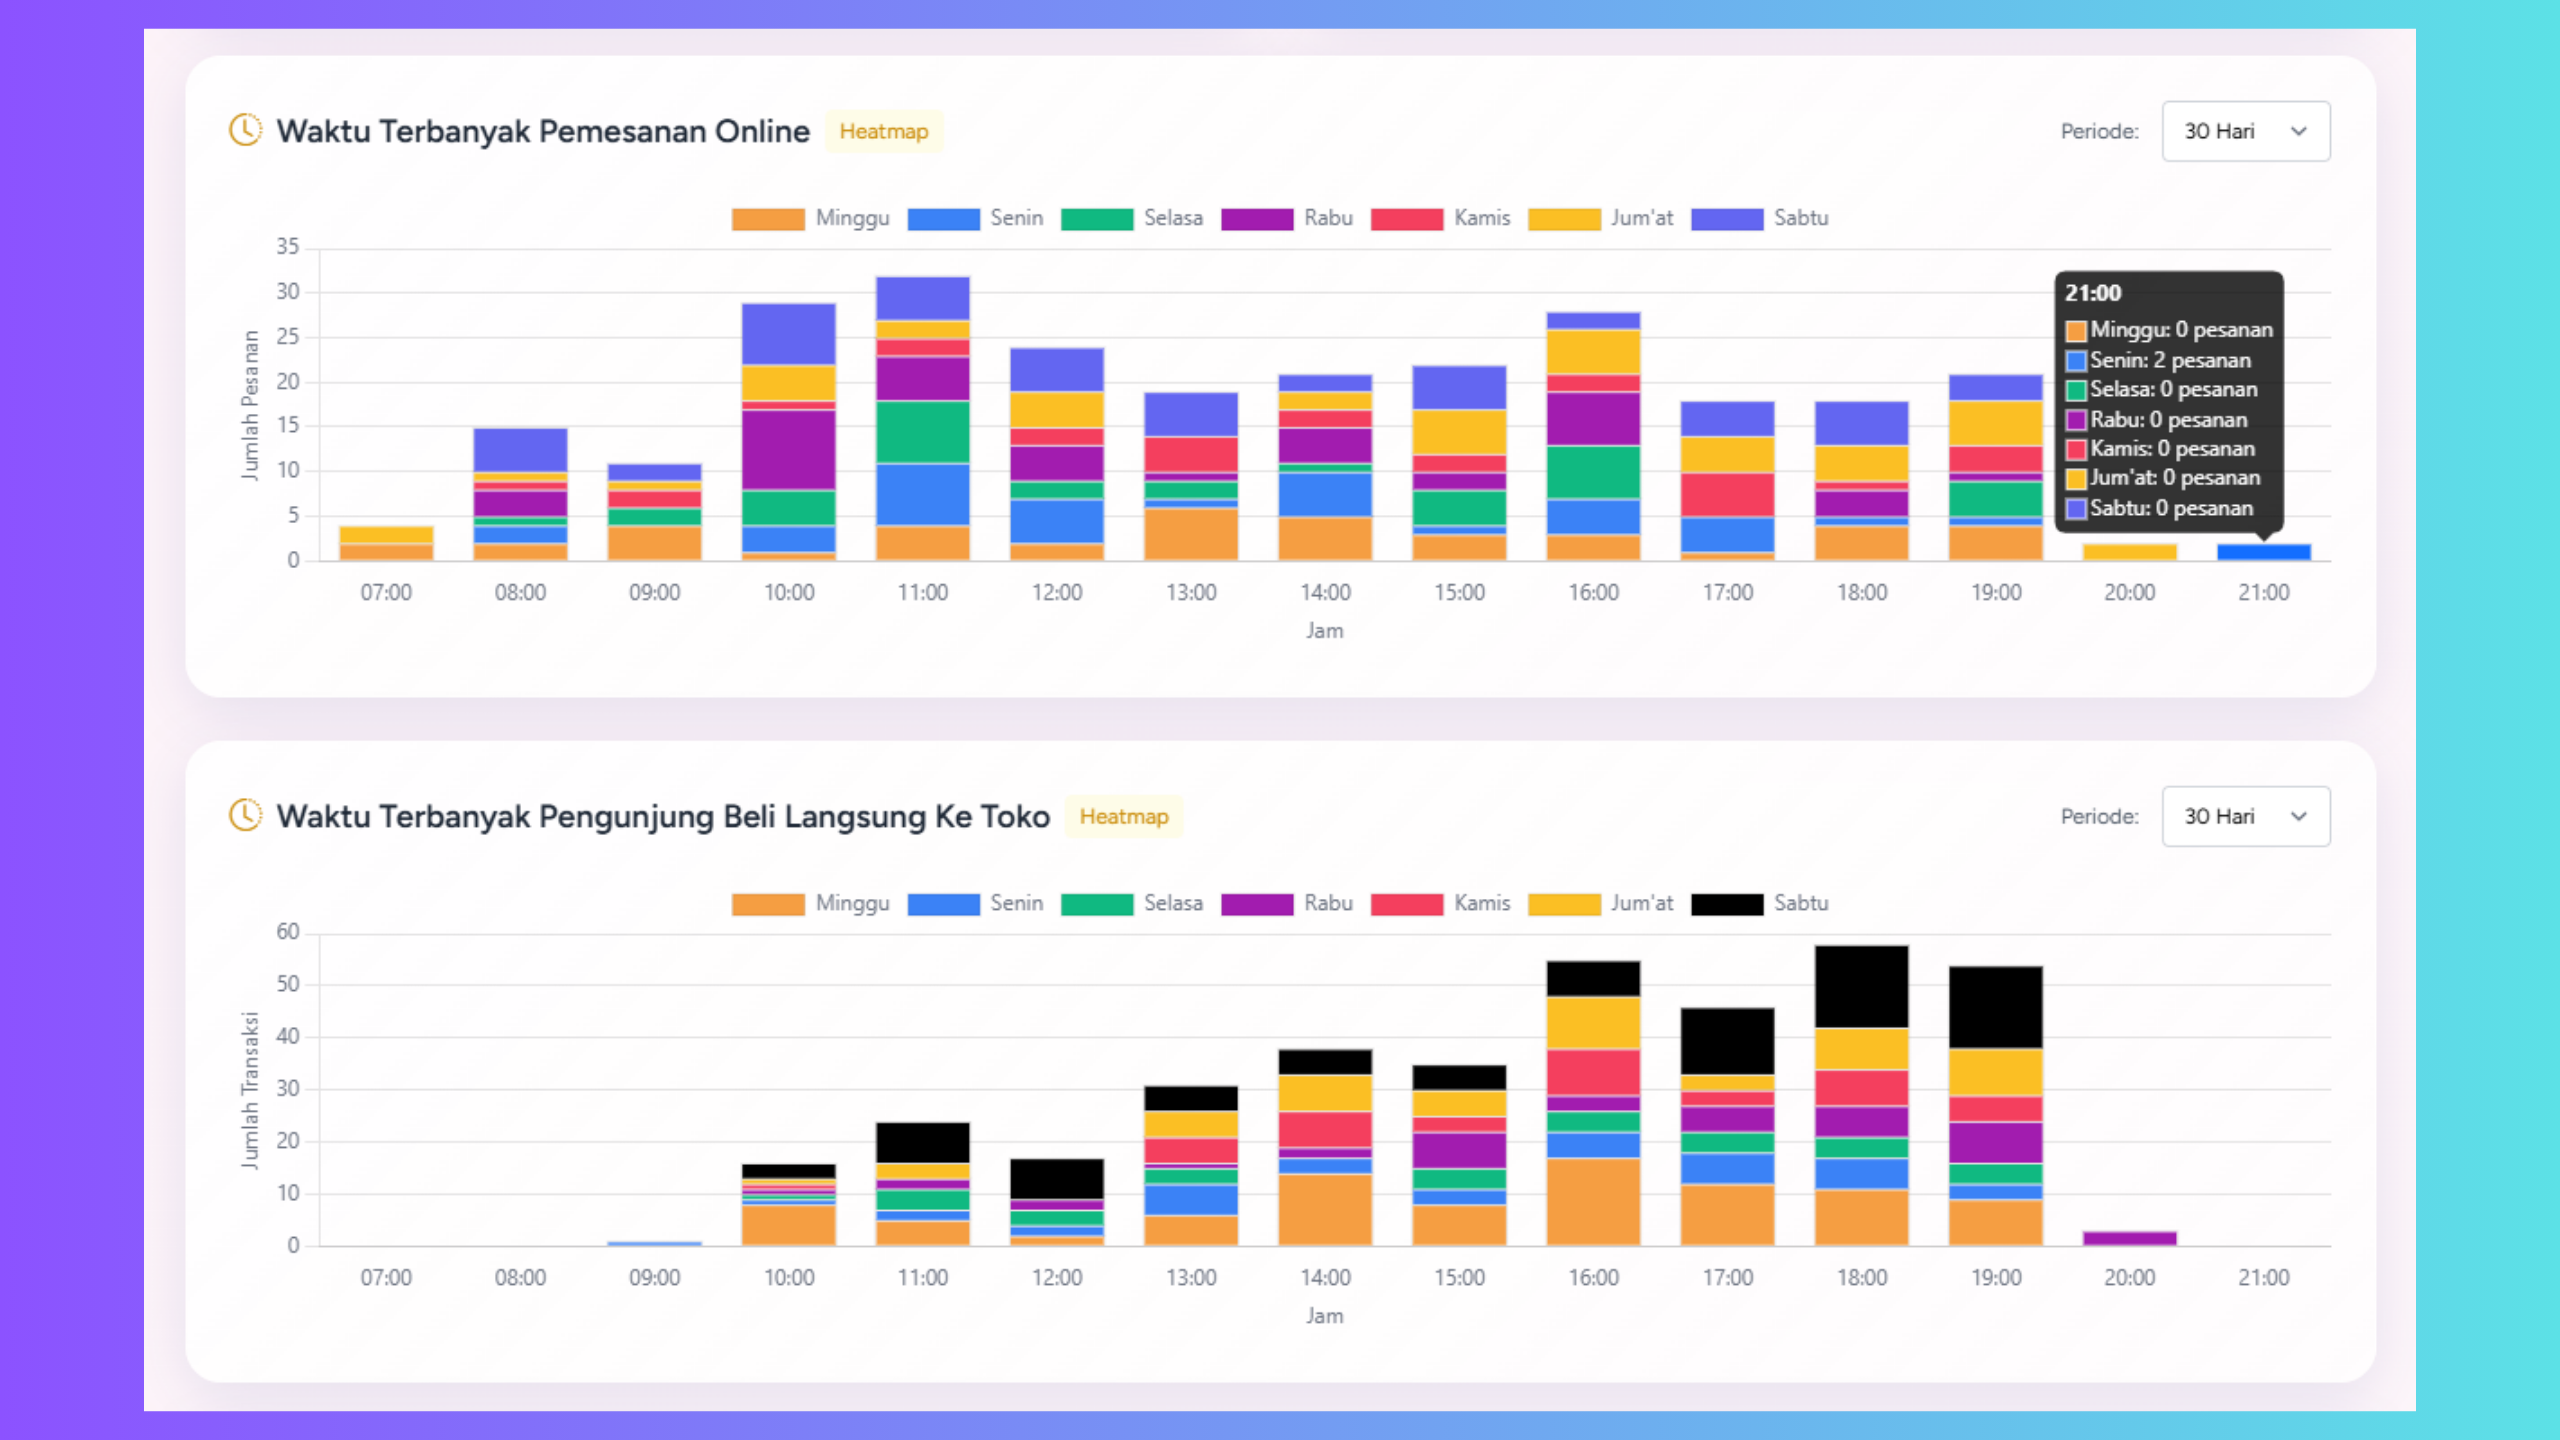 Waktu Terbanyak Pemesanan Online Heatmap Periode: 30 Hari
Minggu Senin Selasa Rabu Kamis Jum'at Sabtu
Jumlah Pesanan
35
30
25
20
15
10
5
0
21:00
Minggu: 0 pesanan
Senin: 2 pesanan
Selasa: 0 pesanan
Rabu: 0 pesanan
Kamis: 0 pesanan
Jum'at: 0 pesanan
Sabtu: 0 pesanan
07:00 08:00 09:00 10:00 11:00 12:00 13:00 14:00 15:00 16:00 17:00 18:00 19:00 20:00 21:00
Jam
Waktu Terbanyak Pengunjung Beli Langsung Ke Toko Heatmap Periode: 30 Hari
Minggu Senin Selasa Rabu Kamis Jum'at Sabtu
Jumlah Transaksi
60
50
40
30
20
10
0
07:00 08:00 09:00 10:00 11:00 12:00 13:00 14:00 15:00 16:00 17:00 18:00 19:00 20:00 21:00
Jam